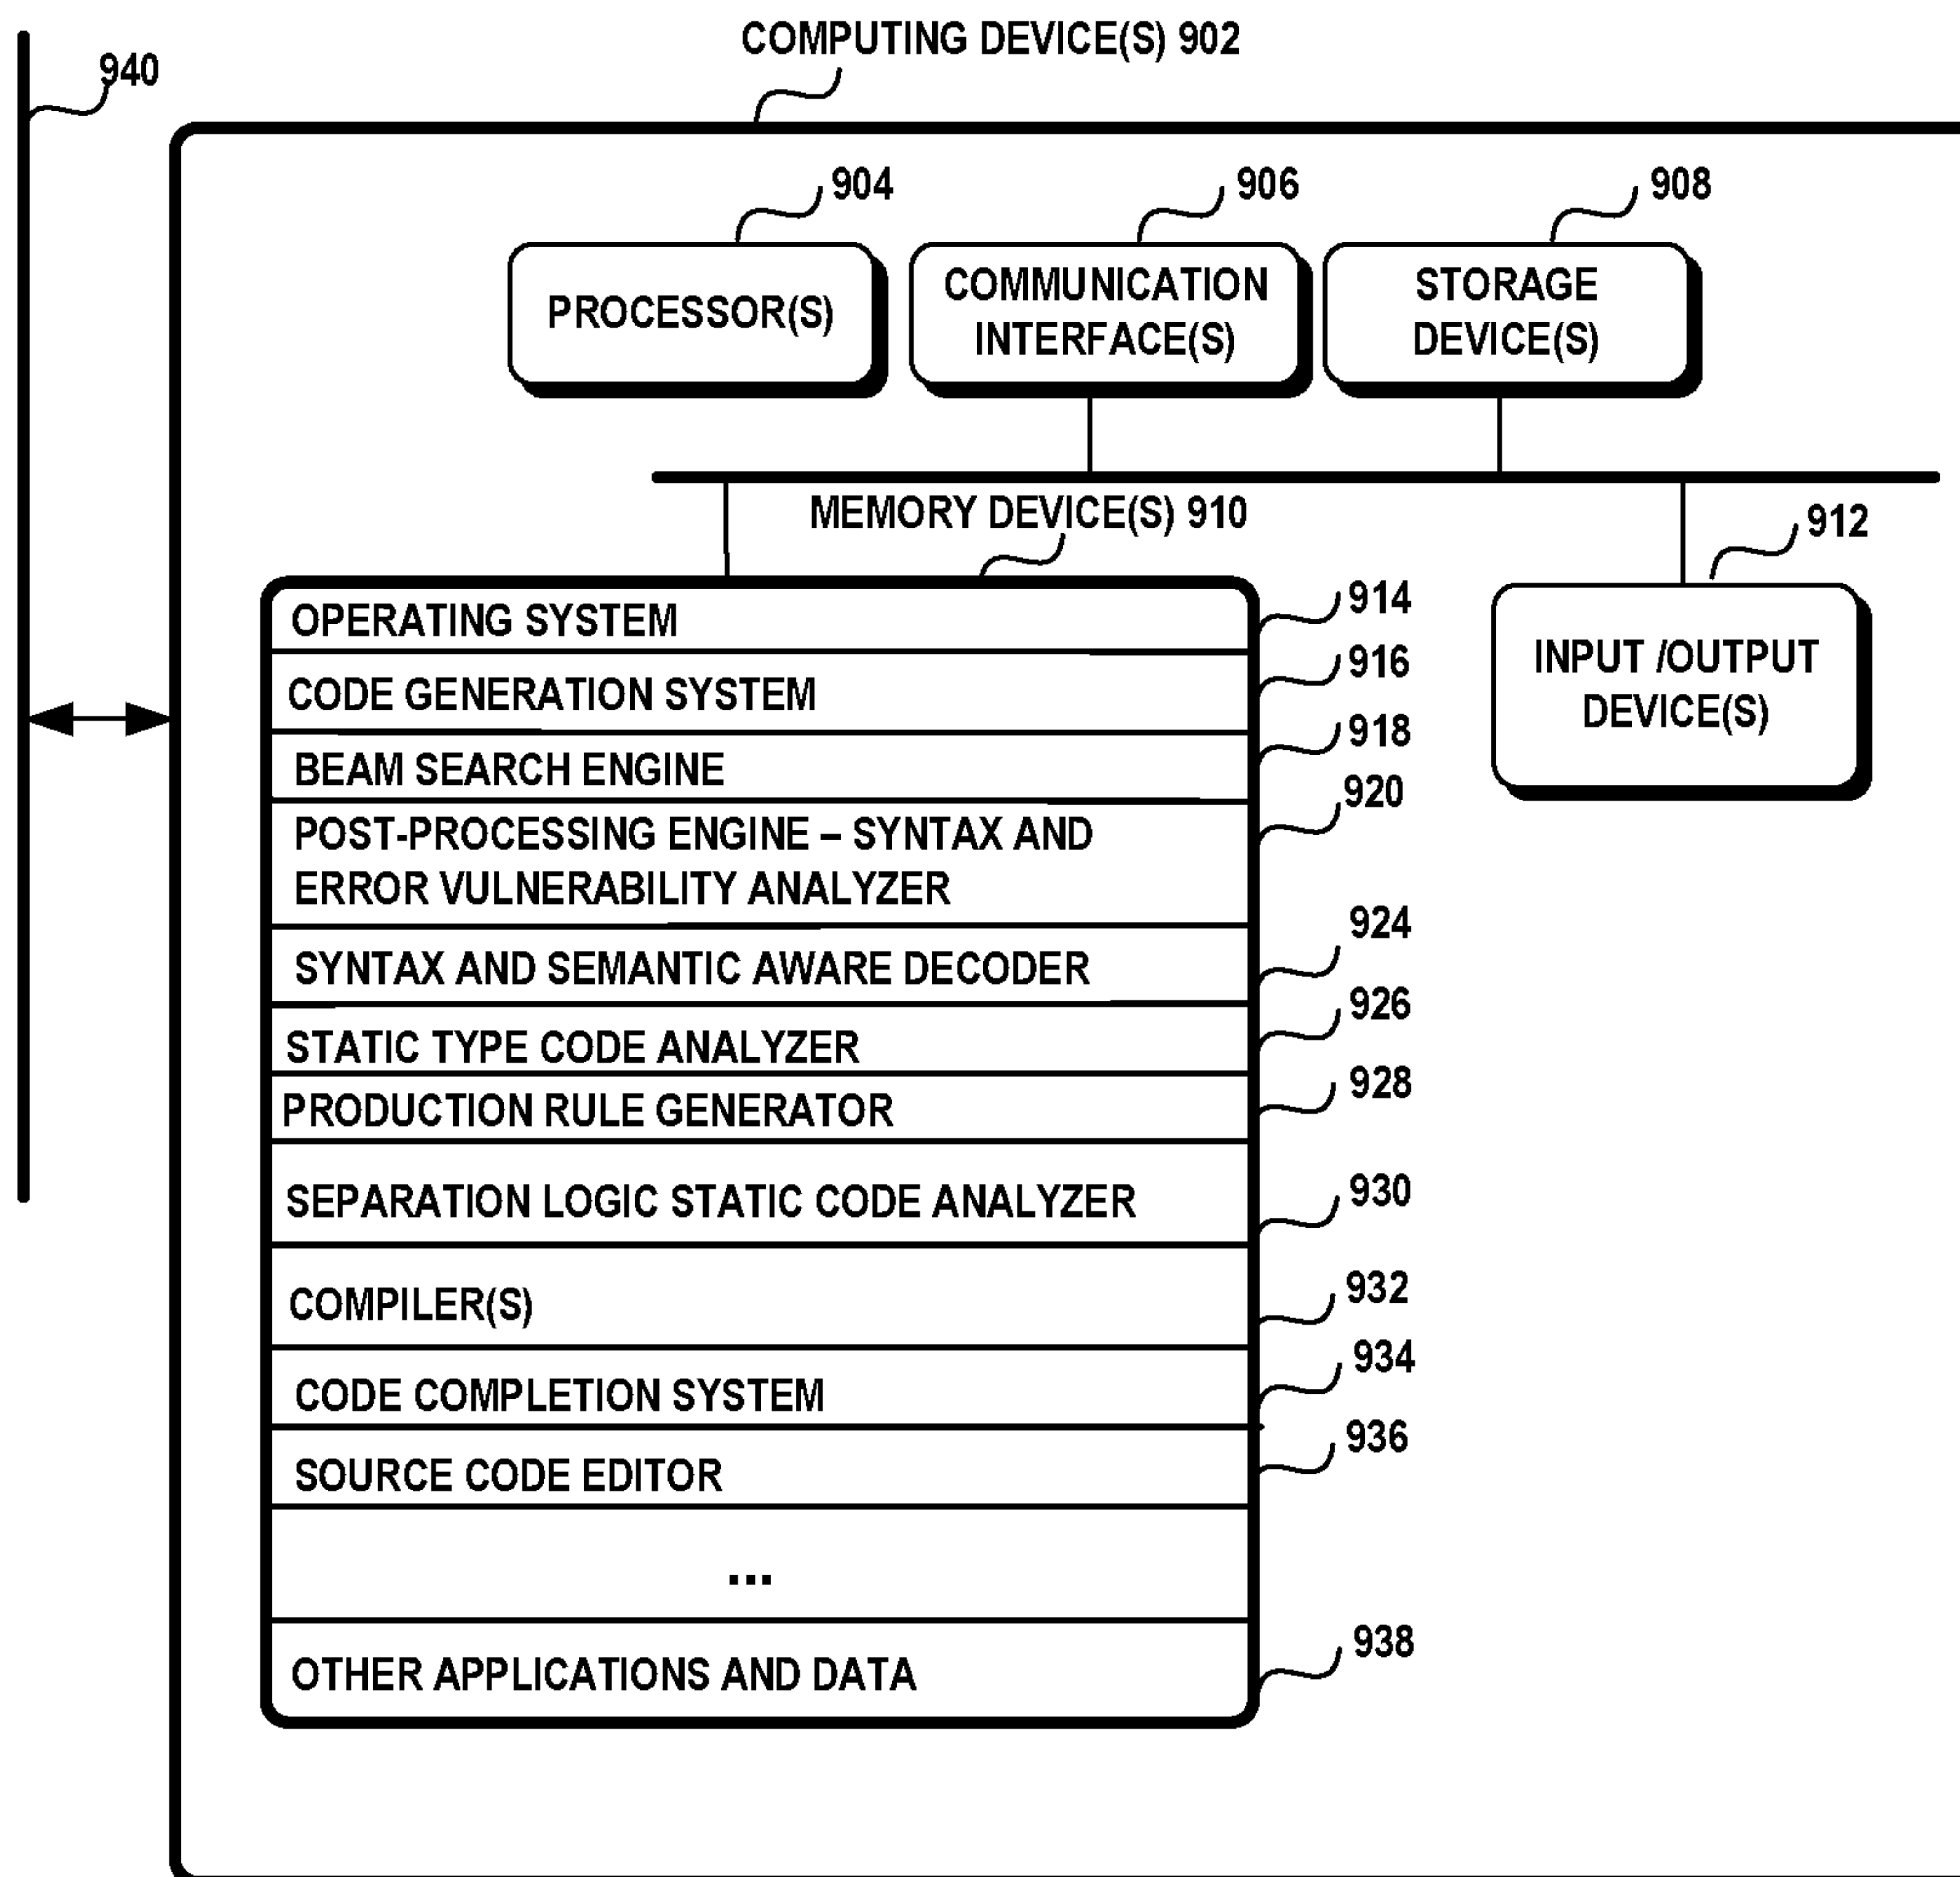 COMPUTING DEVICE(S) 902
940
904
906
908
PROCESSOR(S)
COMMUNICATION
INTERFACE(S)
STORAGE
DEVICE(S)
MEMORY DEVICE(S) 910
912
INPUT /OUTPUT
DEVICE(S)
OPERATING SYSTEM
914
CODE GENERATION SYSTEM
916
BEAM SEARCH ENGINE
918
POST-PROCESSING ENGINE – SYNTAX AND
ERROR VULNERABILITY ANALYZER
920
SYNTAX AND SEMANTIC AWARE DECODER
924
STATIC TYPE CODE ANALYZER
926
PRODUCTION RULE GENERATOR
928
SEPARATION LOGIC STATIC CODE ANALYZER
930
COMPILER(S)
932
CODE COMPLETION SYSTEM
934
SOURCE CODE EDITOR
936
...
OTHER APPLICATIONS AND DATA
938